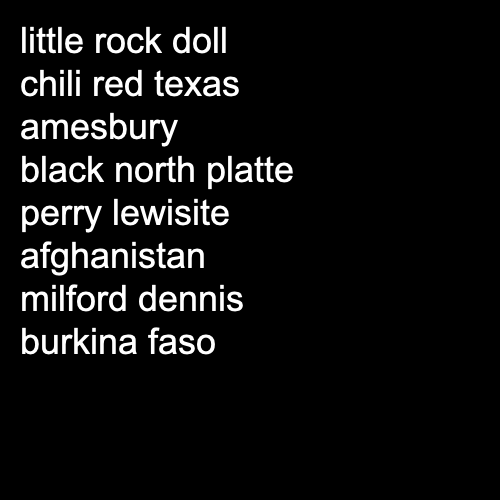 little rock doll
chili red texas
amesbury
black north platte
perry lewisite
afghanistan
milford dennis
burkina faso